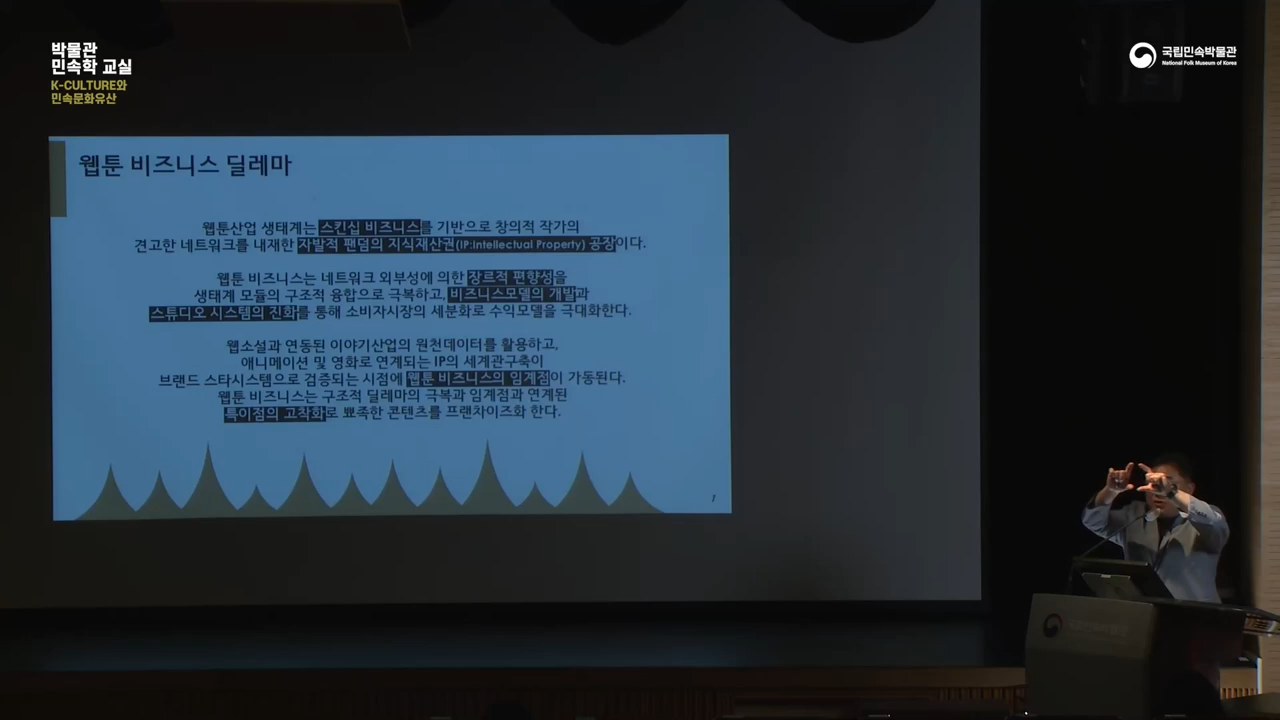 박물관
민속학 교실
K-CULTURE와
민속문화유산
국립민속박물관
National Folk Museum of Korea
웹툰 비즈니스 딜레마
웹툰산업 생태계는 스킨십 비즈니스를 기반으로 창의적 작가의
견고한 네트워크를 내재한 자발적 팬덤의 지식재산권(IP:Intellectual Property) 공장이다.
웹툰 비즈니스는 네트워크 외부성에 의한 장르적 편향성을
생태계 모듈의 구조적 융합으로 극복하고, 비즈니스모델의 개발과
스튜디오 시스템의 진화를 통해 소비자시장의 세분화로 수익모델을 극대화한다.
웹소설과 연동된 이야기산업의 원천데이터를 활용하고,
애니메이션 및 영화로 연계되는 IP의 세계관구축이
브랜드 스타시스템으로 검증되는 시점에 웹툰 비즈니스의 임계점이 가동된다.
웹툰 비즈니스는 구조적 딜레마의 극복과 임계점과 연계된
특이점의 고착화로 뾰족한 콘텐츠를 프랜차이즈화 한다.
1